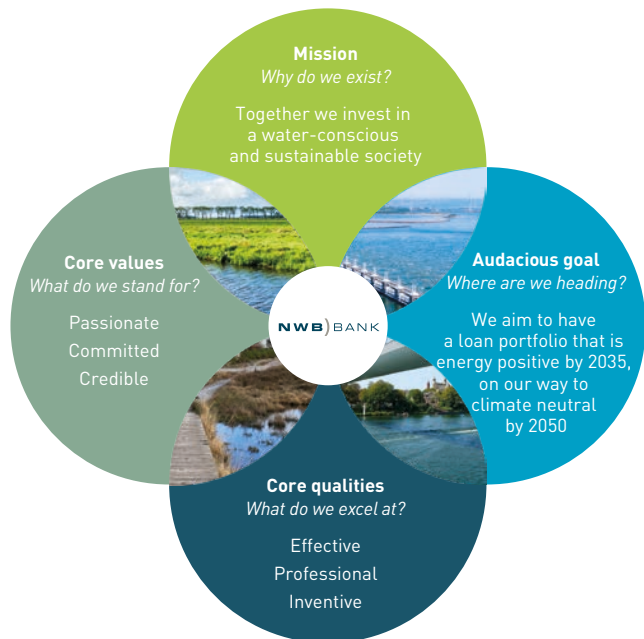 Mission
Why do we exist?
Together we invest in
a water-conscious
and sustainable society
Core values
What do we stand for?
Passionate
Committed
Credible
NWB)BANK
Audacious goal
Where are we heading?
We aim to have
a loan portfolio that is
energy positive by 2035,
on our way to
climate neutral
by 2050
Core qualities
What do we excel at?
Effective
Professional
Inventive